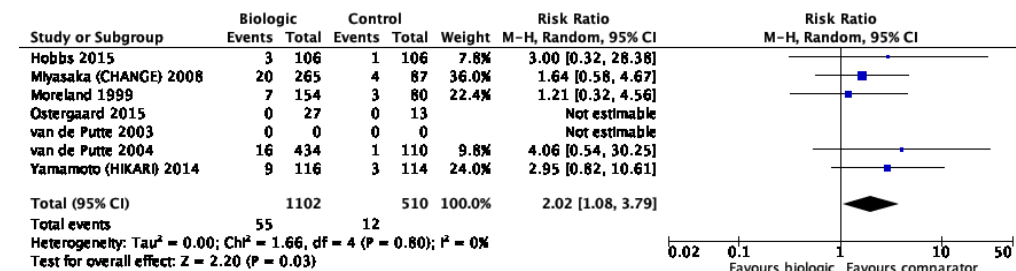 Biologic Control Risk Ratio Risk Ratio
Study or Subgroup Events Total Events Total Weight M-H, Random, 95% CI M-H, Random, 95% CI
Hobbs 2015 3 106 1 106 7.8% 3.00 [0.32, 28.38]
Miyasaka (CHANGE) 2008 20 265 4 87 36.0% 1.64 [0.58, 4.67]
Moreland 1999 7 154 3 80 22.4% 1.21 [0.32, 4.56]
Ostergaard 2015 0 27 0 13 Not estimable
van de Putte 2003 0 0 0 0 Not estimable
van de Putte 2004 16 434 1 110 9.8% 4.06 [0.54, 30.25]
Yamamoto (HIKARI) 2014 9 116 3 114 24.0% 2.95 [0.82, 10.61]
Total (95% CI) 1102 510 100.0% 2.02 [1.08, 3.79]
Total events 55 12
Heterogeneity: Tau² = 0.00; Chi² = 1.66, df = 4 (P = 0.80); I² = 0%
Test for overall effect: Z = 2.20 (P = 0.03)
0.02 0.1 1 10 50
Favours biologic Favours comparator